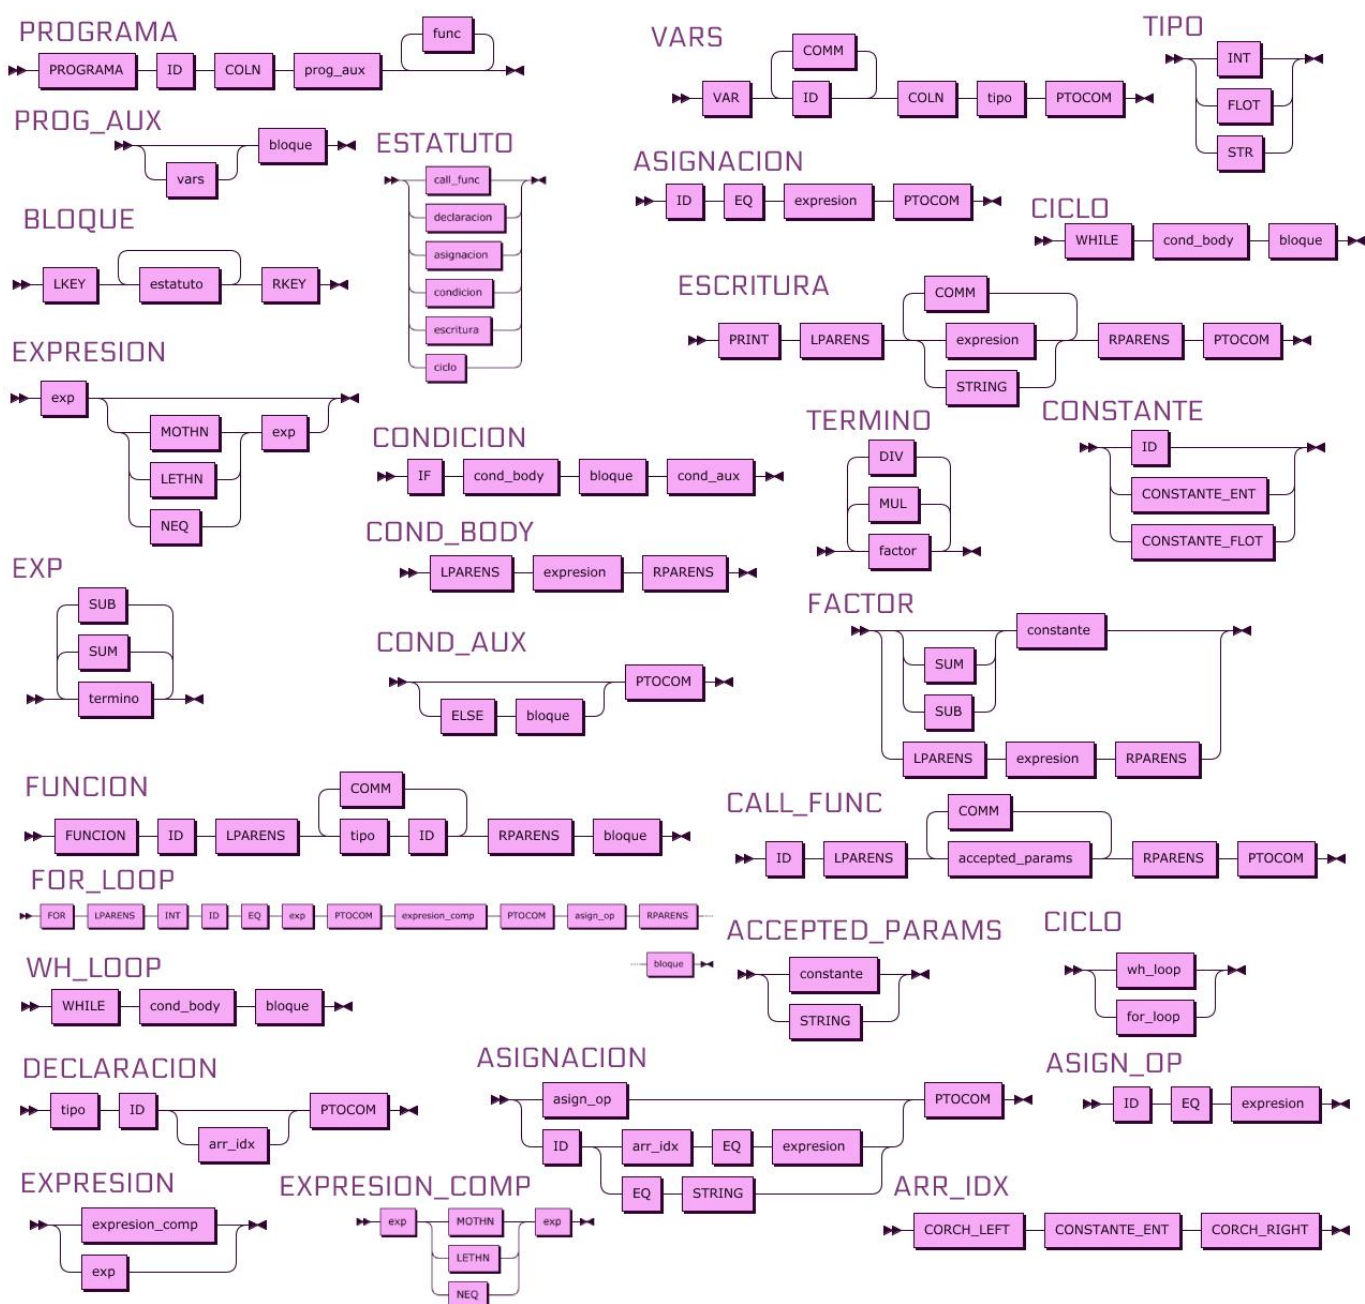 PROGRAMA
func
PROGRAMA ID COLN prog_aux
VARS
COMM
VAR ID COLN tipo PTOCOM
TIPO
INT
FLOT
STR
PROG_AUX
bloque
vars
ESTATUTO
call_func
declaracion
asignacion
condicion
escritura
ciclo
ASIGNACION
ID EQ expresion PTOCOM
CICLO
WHILE cond_body bloque
BLOQUE
LKEY estatuto RKEY
ESCRITURA
COMM
PRINT LPARENS expresion RPARENS PTOCOM
STRING
EXPRESION
exp
MOTHN exp
LETHN
NEQ
CONDICION
IF cond_body bloque cond_aux
TERMINO
DIV
MUL
factor
CONSTANTE
ID
CONSTANTE_ENT
CONSTANTE_FLOT
COND_BODY
LPARENS expresion RPARENS
EXP
SUB
SUM
termino
COND_AUX
PTOCOM
ELSE bloque
FACTOR
constante
SUM
SUB
LPARENS expresion RPARENS
FUNCION
COMM
FUNCION ID LPARENS tipo ID RPARENS bloque
CALL_FUNC
COMM
ID LPARENS accepted_params RPARENS PTOCOM
FOR_LOOP
FOR LPARENS INT ID EQ exp PTOCOM expresion_comp PTOCOM asign_op RPARENS
bloque
ACCEPTED_PARAMS
constante
STRING
CICLO
wh_loop
for_loop
WH_LOOP
WHILE cond_body bloque
DECLARACION
tipo ID PTOCOM
arr_idx
ASIGNACION
asign_op PTOCOM
ID arr_idx EQ expresion
EQ STRING
ASIGN_OP
ID EQ expresion
EXPRESION
expresion_comp
exp
EXPRESION_COMP
exp MOTHN exp
LETHN
NEQ
ARR_IDX
CORCH_LEFT CONSTANTE_ENT CORCH_RIGHT